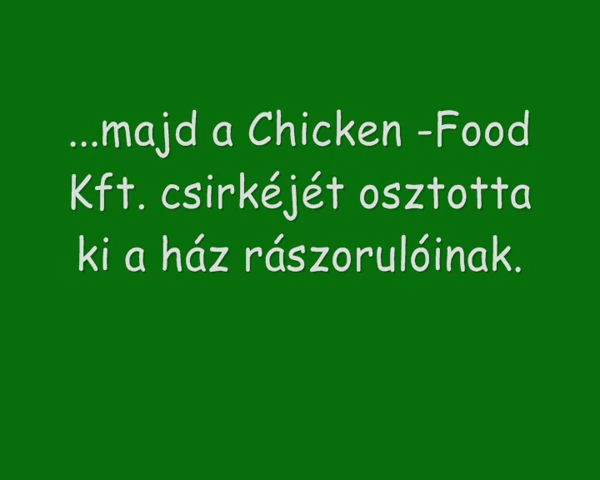 ...majd a Chicken -Food
Kft. csirkéjét osztotta
ki a ház rászorulóinak.